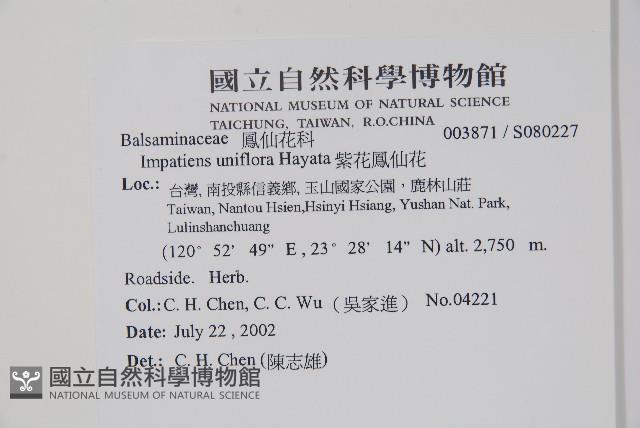 國立自然科學博物館
NATIONAL MUSEUM OF NATURAL SCIENCE
TAICHUNG, TAIWAN, R.O.CHINA
Balsaminaceae 鳳仙花科 003871 / S080227
Impatiens uniflora Hayata 紫花鳳仙花
Loc.: 台灣, 南投縣信義鄉, 玉山國家公園，鹿林山莊
Taiwan, Nantou Hsien,Hsinyi Hsiang, Yushan Nat. Park,
Lulinshanchuang
(120° 52' 49" E , 23° 28' 14" N) alt. 2,750 m.
Roadside. Herb.
Col.: C. H. Chen, C. C. Wu (吳家進) No.04221
Date: July 22 , 2002
Det.: C. H. Chen (陳志雄)
國立自然科學博物館
NATIONAL MUSEUM OF NATURAL SCIENCE